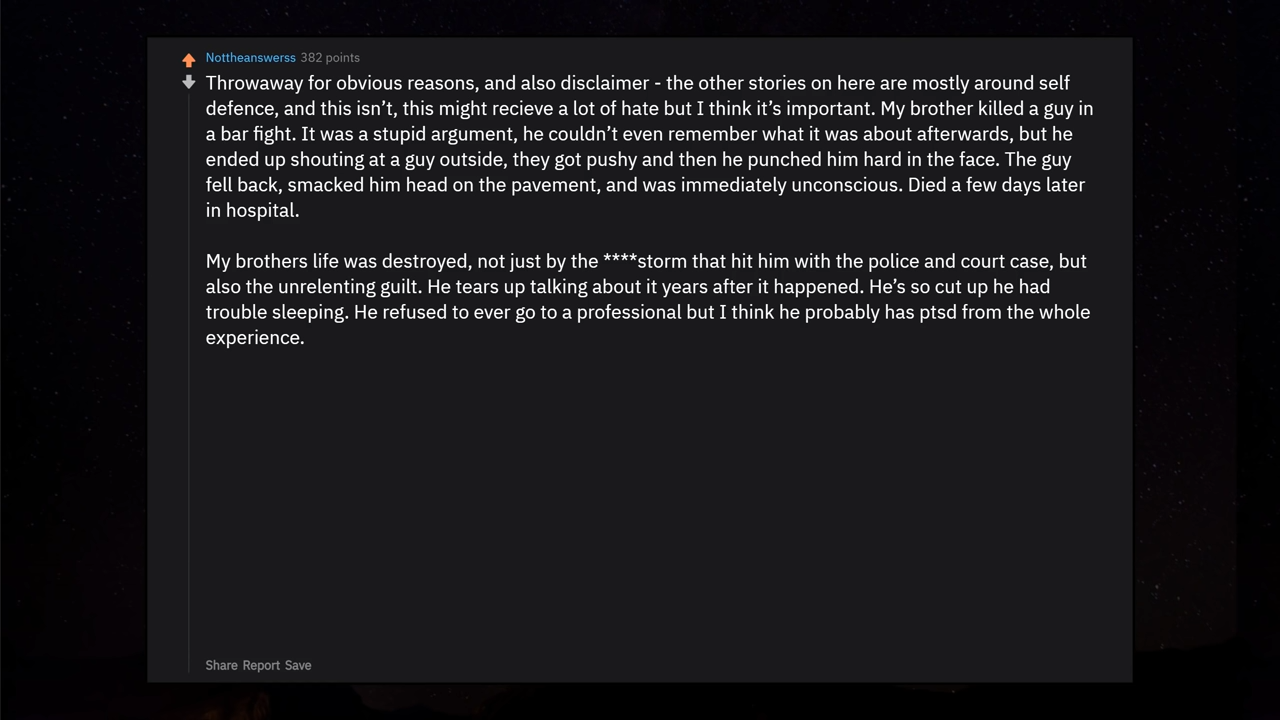 Nottheanswerss 382 points
Throwaway for obvious reasons, and also disclaimer - the other stories on here are mostly around self
defence, and this isn’t, this might recieve a lot of hate but I think it’s important. My brother killed a guy in
a bar fight. It was a stupid argument, he couldn’t even remember what it was about afterwards, but he
ended up shouting at a guy outside, they got pushy and then he punched him hard in the face. The guy
fell back, smacked him head on the pavement, and was immediately unconscious. Died a few days later
in hospital.
My brothers life was destroyed, not just by the ****storm that hit him with the police and court case, but
also the unrelenting guilt. He tears up talking about it years after it happened. He’s so cut up he had
trouble sleeping. He refused to ever go to a professional but I think he probably has ptsd from the whole
experience.
Share Report Save